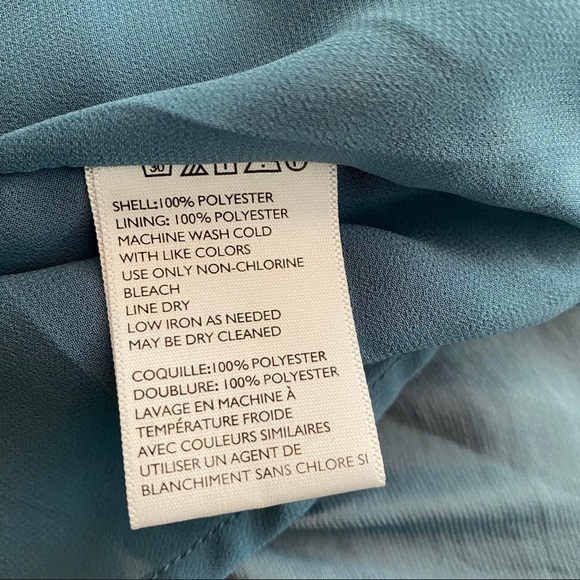 30
SHELL:100% POLYESTER
LINING: 100% POLYESTER
MACHINE WASH COLD
WITH LIKE COLORS
USE ONLY NON-CHLORINE
BLEACH
LINE DRY
LOW IRON AS NEEDED
MAY BE DRY CLEANED
COQUILLE:100% POLYESTER
DOUBLURE: 100% POLYESTER
LAVAGE EN MACHINE À
TEMPÉRATURE FROIDE
AVEC COULEURS SIMILAIRES
UTILISER UN AGENT DE
BLANCHIMENT SANS CHLORE SI